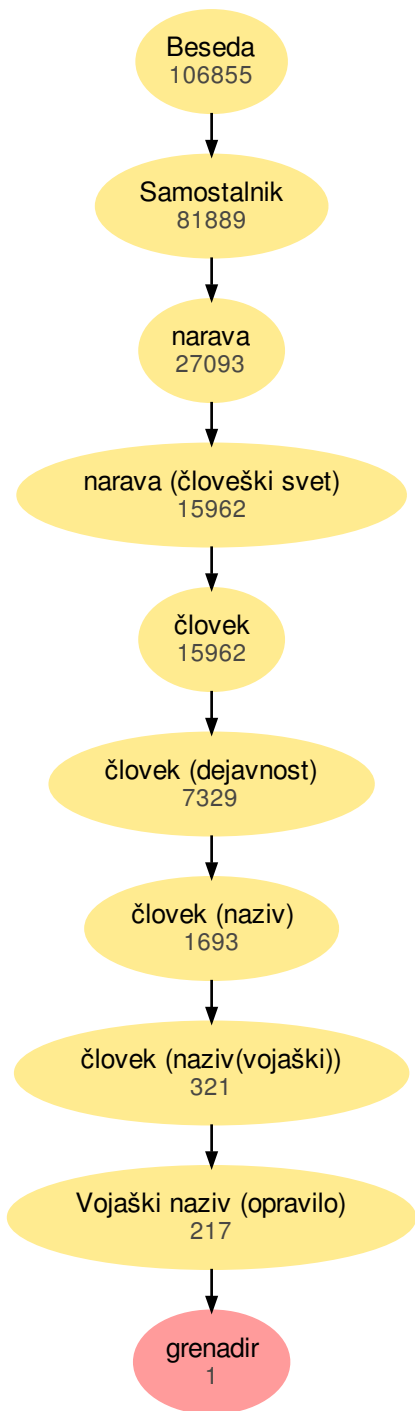 Beseda
106855
Samostalnik
81889
narava
27093
narava (človeški svet)
15962
človek
15962
človek (dejavnost)
7329
človek (naziv)
1693
človek (naziv(vojaški))
321
Vojaški naziv (opravilo)
217
grenadir
1